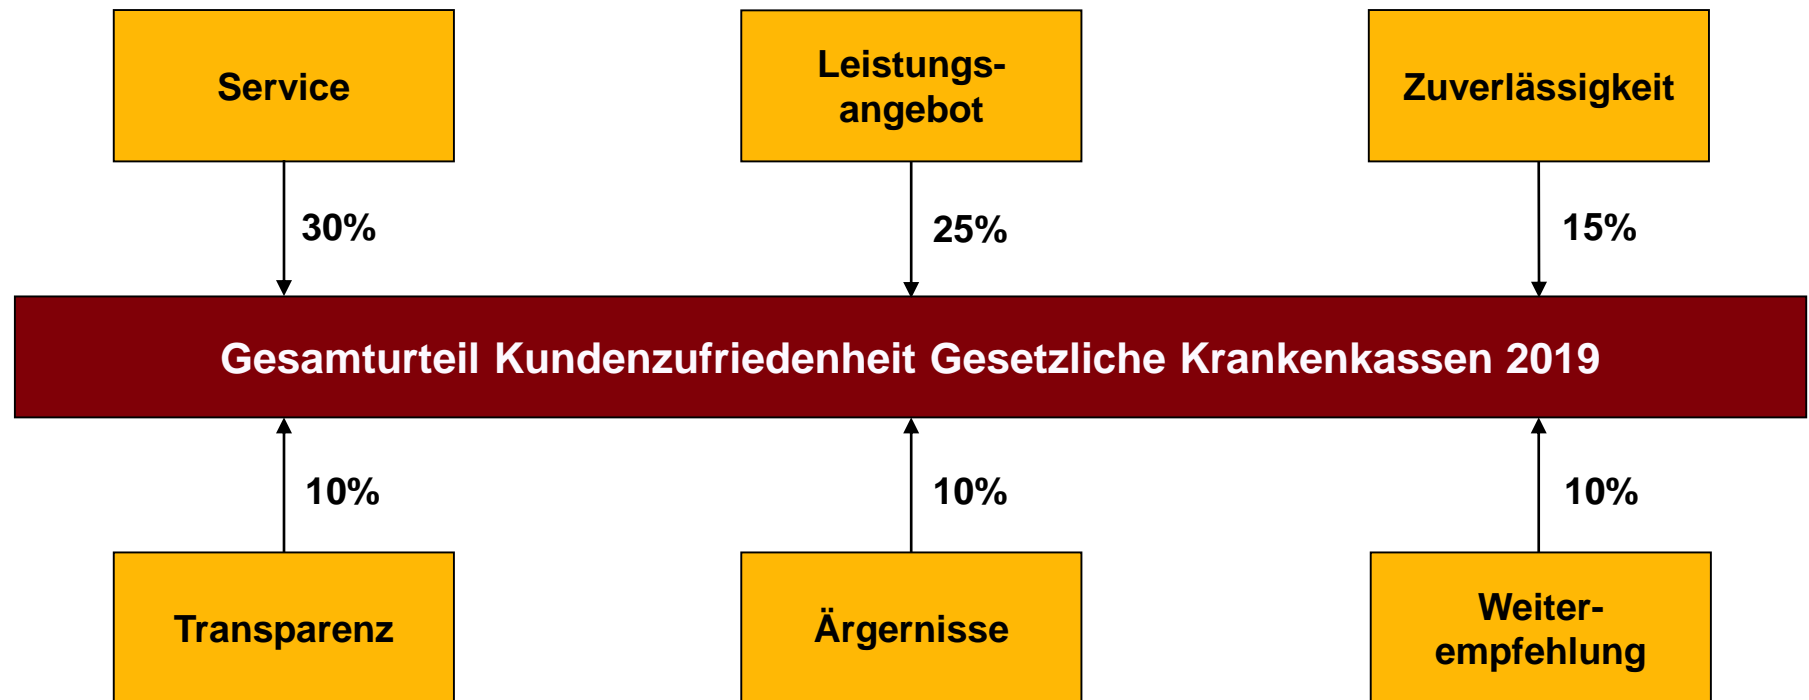 Service
Leistungs-
angebot
Zuverlässigkeit
30%
25%
15%
Gesamturteil Kundenzufriedenheit Gesetzliche Krankenkassen 2019
10%
10%
10%
Transparenz
Ärgernisse
Weiter-
empfehlung